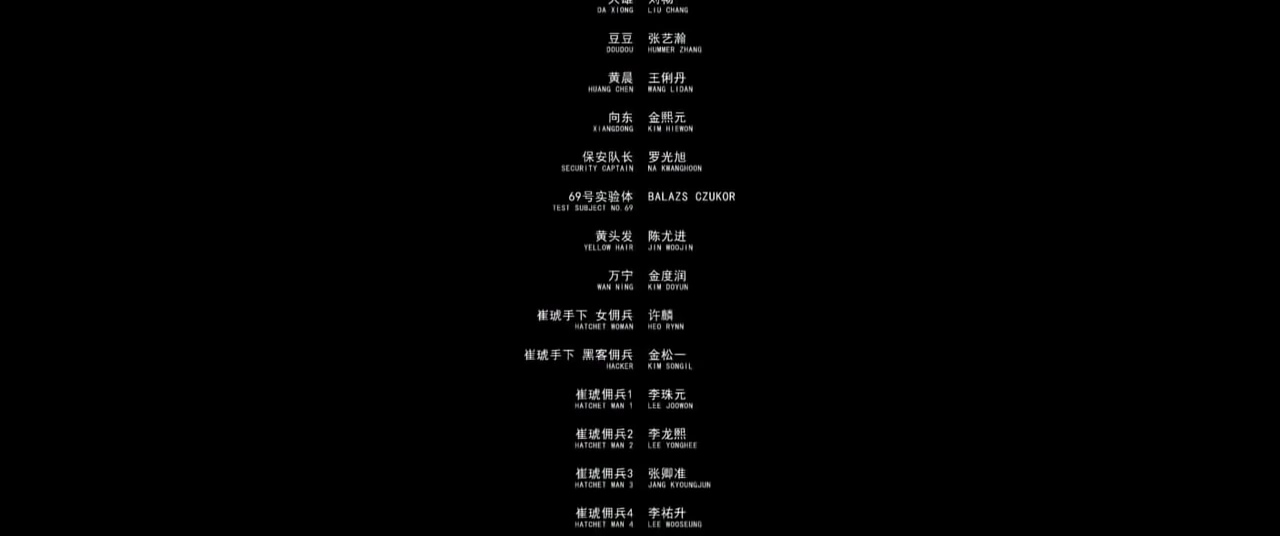 DA XIONG LIU CHANG
豆豆 张艺瀚
DOUDOU HUMMER ZHANG
黄晨 王俐丹
HUANG CHEN WANG LIDAN
向东 金熙元
XIANGDONG KIM HIEWON
保安队长 罗光旭
SECURITY CAPTAIN NA KWANGHOON
69号实验体 BALAZS CZUKOR
TEST SUBJECT NO.69
黄头发 陈尤进
YELLOW HAIR JIN WOOJIN
万宁 金度润
WAN NING KIM DOYUN
崔琥手下 女佣兵 许麟
HATCHET WOMAN HEO RYNN
崔琥手下 黑客佣兵 金松一
HACKER KIM SONGIL
崔琥佣兵1 李珠元
HATCHET MAN 1 LEE JOOWON
崔琥佣兵2 李龙熙
HATCHET MAN 2 LEE YONGHEE
崔琥佣兵3 张卿准
HATCHET MAN 3 JANG KYOUNGJUN
崔琥佣兵4 李祐升
HATCHET MAN 4 LEE WOOSEUNG